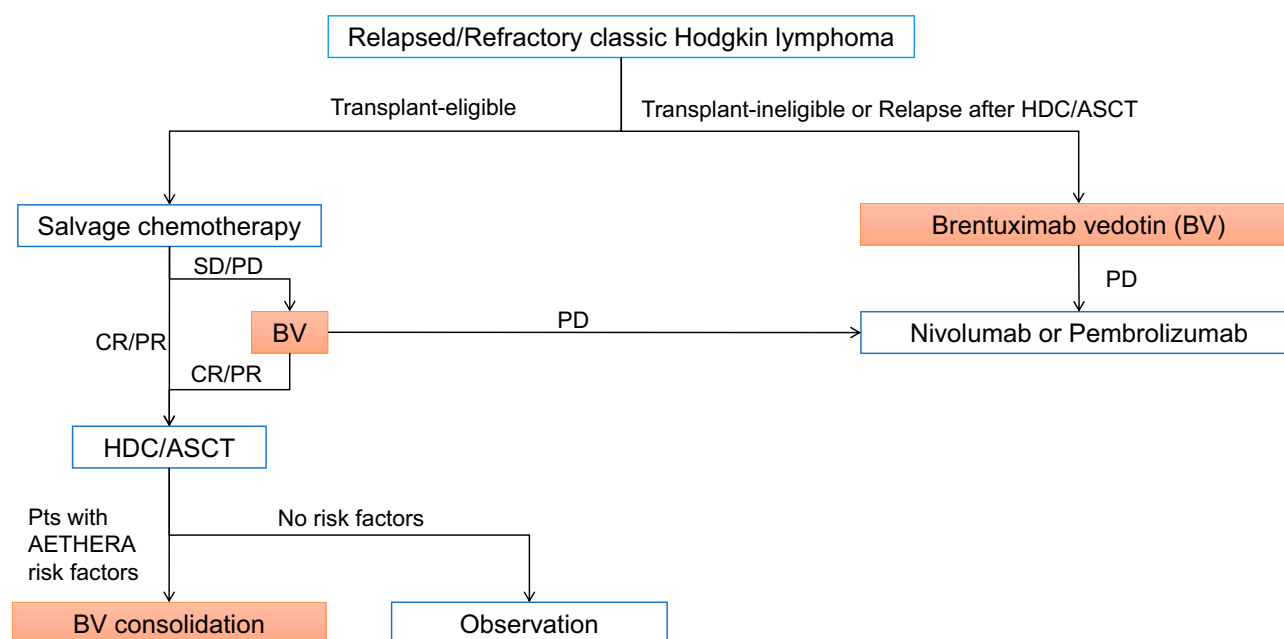 Relapsed/Refractory classic Hodgkin lymphoma
Transplant-eligible
Transplant-ineligible or Relapse after HDC/ASCT
Salvage chemotherapy
Brentuximab vedotin (BV)
SD/PD
PD
BV
PD
Nivolumab or Pembrolizumab
CR/PR
CR/PR
HDC/ASCT
Pts with
AETHERA
risk factors
No risk factors
BV consolidation
Observation